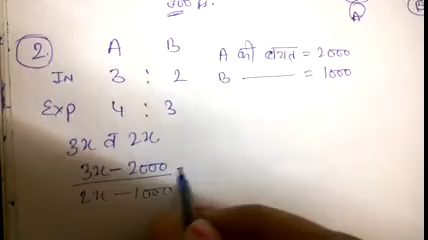 2.
A B A की बचत = 2000
IN 3 : 2 B —— = 1000
Exp 4 : 3
3x व 2x
3x - 2000
2x - 1000
A